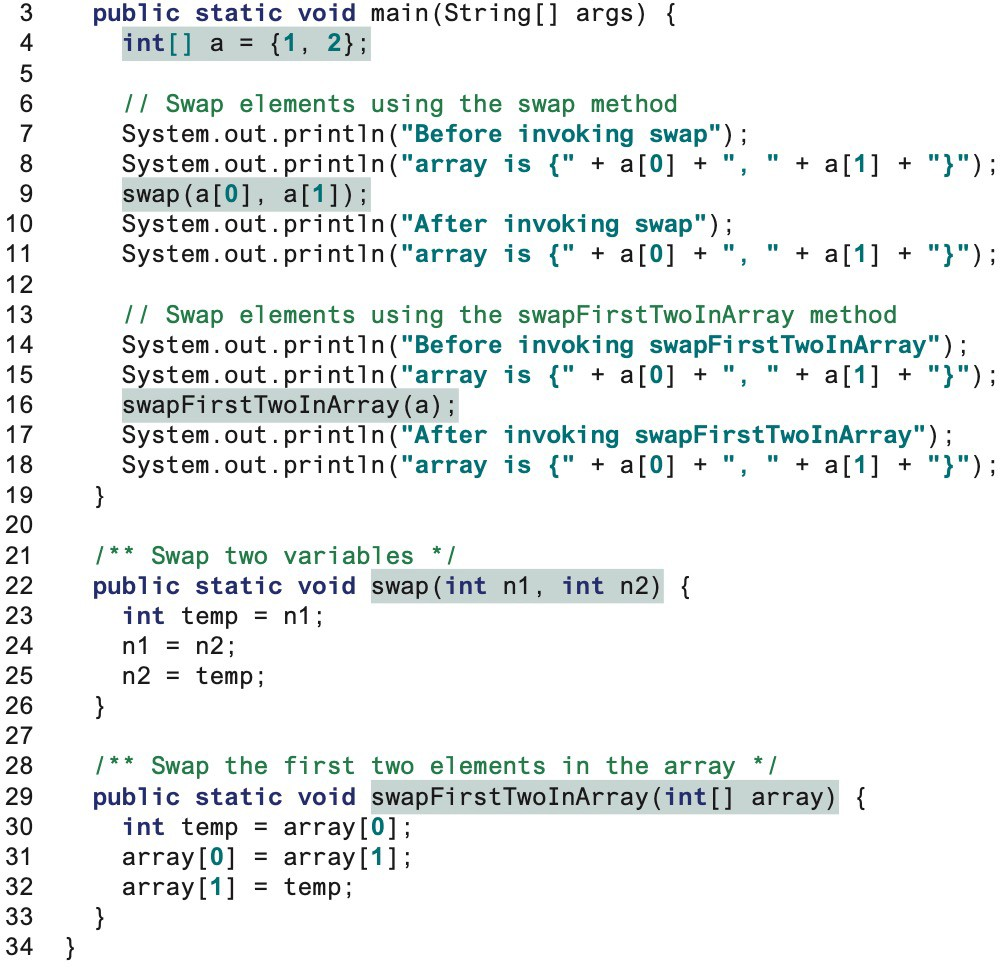 3 public static void main(String[] args) {
4 int[] a = {1, 2};
5
6 // Swap elements using the swap method
7 System.out.println("Before invoking swap");
8 System.out.println("array is {" + a[0] + ", " + a[1] + "}");
9 swap(a[0], a[1]);
10 System.out.println("After invoking swap");
11 System.out.println("array is {" + a[0] + ", " + a[1] + "}");
12
13 // Swap elements using the swapFirstTwoInArray method
14 System.out.println("Before invoking swapFirstTwoInArray");
15 System.out.println("array is {" + a[0] + ", " + a[1] + "}");
16 swapFirstTwoInArray(a);
17 System.out.println("After invoking swapFirstTwoInArray");
18 System.out.println("array is {" + a[0] + ", " + a[1] + "}");
19 }
20
21 /** Swap two variables */
22 public static void swap(int n1, int n2) {
23 int temp = n1;
24 n1 = n2;
25 n2 = temp;
26 }
27
28 /** Swap the first two elements in the array */
29 public static void swapFirstTwoInArray(int[] array) {
30 int temp = array[0];
31 array[0] = array[1];
32 array[1] = temp;
33 }
34 }